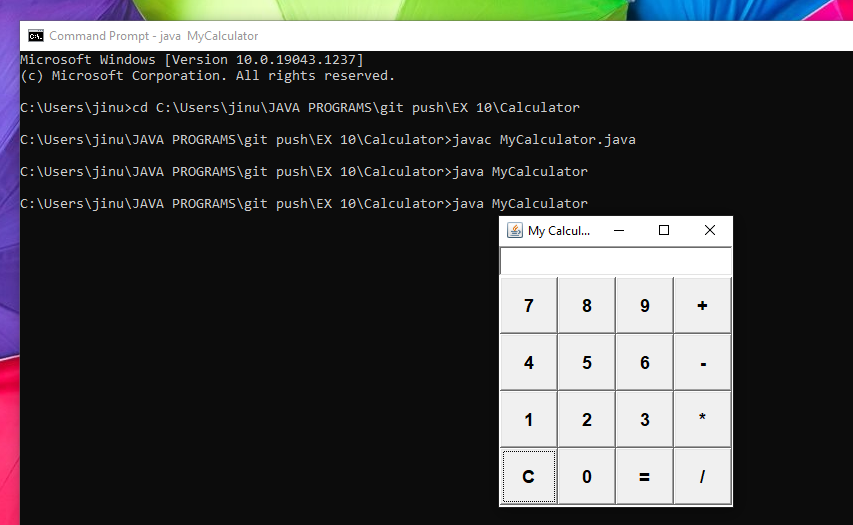 Command Prompt - java  MyCalculator
Microsoft Windows [Version 10.0.19043.1237]
(c) Microsoft Corporation. All rights reserved.
C:\Users\jinu>cd C:\Users\jinu\JAVA PROGRAMS\git push\EX 10\Calculator
C:\Users\jinu\JAVA PROGRAMS\git push\EX 10\Calculator>javac MyCalculator.java
C:\Users\jinu\JAVA PROGRAMS\git push\EX 10\Calculator>java MyCalculator
C:\Users\jinu\JAVA PROGRAMS\git push\EX 10\Calculator>java MyCalculator
My Calcul...
7 8 9 +
4 5 6 -
1 2 3 *
C 0 = /